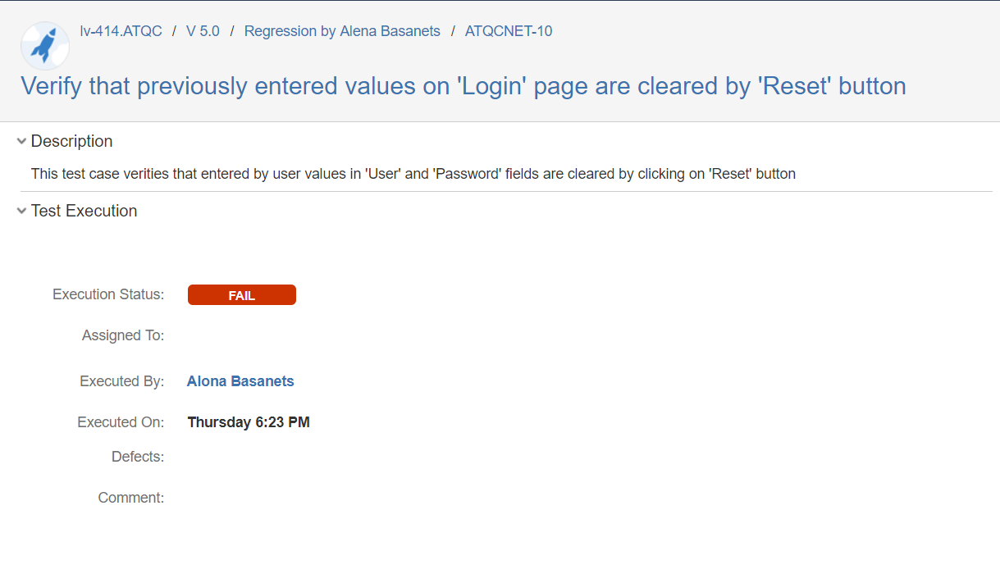 lv-414.ATQC / V 5.0 / Regression by Alena Basanets / ATQCNET-10
Verify that previously entered values on 'Login' page are cleared by 'Reset' button
Description
This test case verities that entered by user values in 'User' and 'Password' fields are cleared by clicking on 'Reset' button
Test Execution
Execution Status: FAIL
Assigned To:
Executed By: Alona Basanets
Executed On: Thursday 6:23 PM
Defects:
Comment: